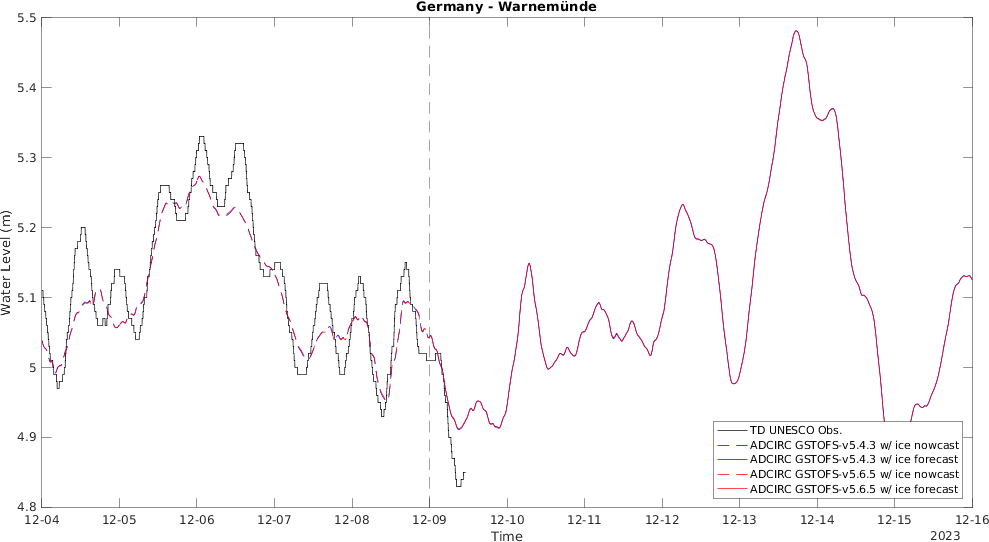 Germany - Warnemünde
5.5
5.4
5.3
5.2
5.1
5
4.9
4.8
Water Level (m)
TD UNESCO Obs.
ADCIRC GSTOFS-v5.4.3 w/ ice nowcast
ADCIRC GSTOFS-v5.4.3 w/ ice forecast
ADCIRC GSTOFS-v5.6.5 w/ ice nowcast
ADCIRC GSTOFS-v5.6.5 w/ ice forecast
12-04 12-05 12-06 12-07 12-08 12-09 12-10 12-11 12-12 12-13 12-14 12-15 12-16
Time
2023